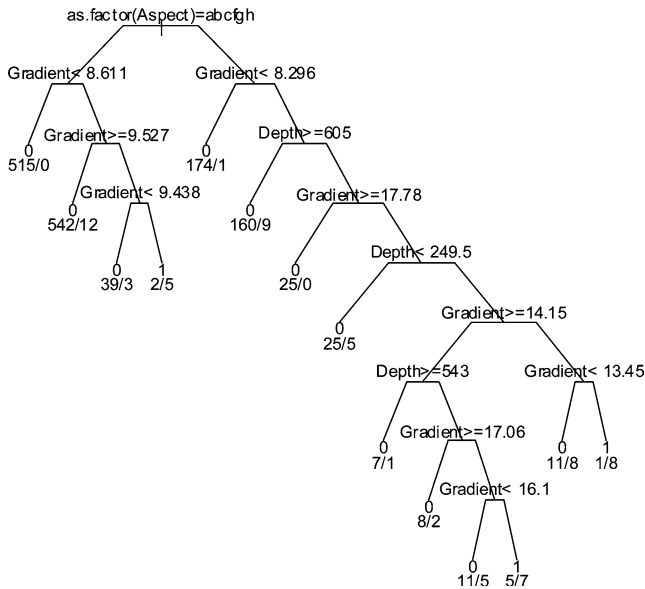 as.factor(Aspect)=abcfgh
Gradient< 8.611
Gradient< 8.296
Gradient>=9.527
Depth>=605
0
515/0
0
174/1
Gradient< 9.438
Gradient>=17.78
0
542/12
0
160/9
Depth< 249.5
0
39/3
1
2/5
0
25/0
Gradient>=14.15
0
25/5
Depth>=543
Gradient< 13.45
Gradient>=17.06
0
7/1
0
11/8
1
1/8
Gradient< 16.1
0
8/2
0
11/5
1
5/7